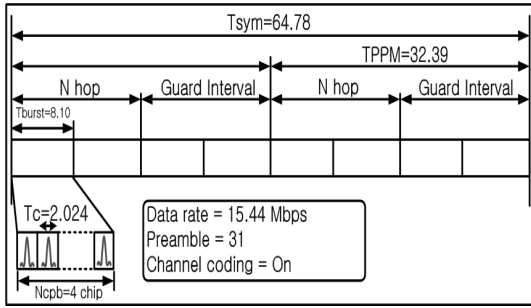 Tsym=64.78
TPPM=32.39
N hop
Guard Interval
N hop
Guard Interval
Tburst=8.10
Tc=2.024
Ncpb=4 chip
Data rate = 15.44 Mbps
Preamble = 31
Channel coding = On